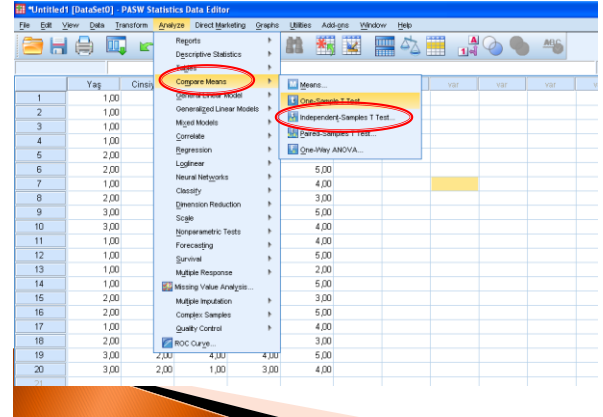 *Untitled1 [DataSet0] - PASW Statistics Data Editor
File Edit View Data Transform Analyze Direct Marketing Graphs Utilities Add-ons Window Help
Reports
Descriptive Statistics
Tables
Compare Means
General Linear Model
Generalized Linear Models
Mixed Models
Correlate
Regression
Loglinear
Neural Networks
Classify
Dimension Reduction
Scale
Nonparametric Tests
Forecasting
Survival
Multiple Response
Missing Value Analysis...
Multiple Imputation
Complex Samples
Quality Control
ROC Curve...
Means...
One-Sample T Test...
Independent-Samples T Test...
Paired-Samples T Test...
One-Way ANOVA...
Yaş Cinsiy var var var
1 1,00
2 1,00
3 1,00
4 1,00
5 2,00
6 2,00 5,00
7 1,00 4,00
8 2,00 3,00
9 3,00 5,00
10 3,00 4,00
11 1,00 4,00
12 1,00 5,00
13 1,00 2,00
14 1,00 5,00
15 2,00 3,00
16 2,00 5,00
17 1,00 4,00
18 2,00 3,00
19 3,00 2,00 4,00 4,00 5,00
20 3,00 2,00 1,00 3,00 4,00
21